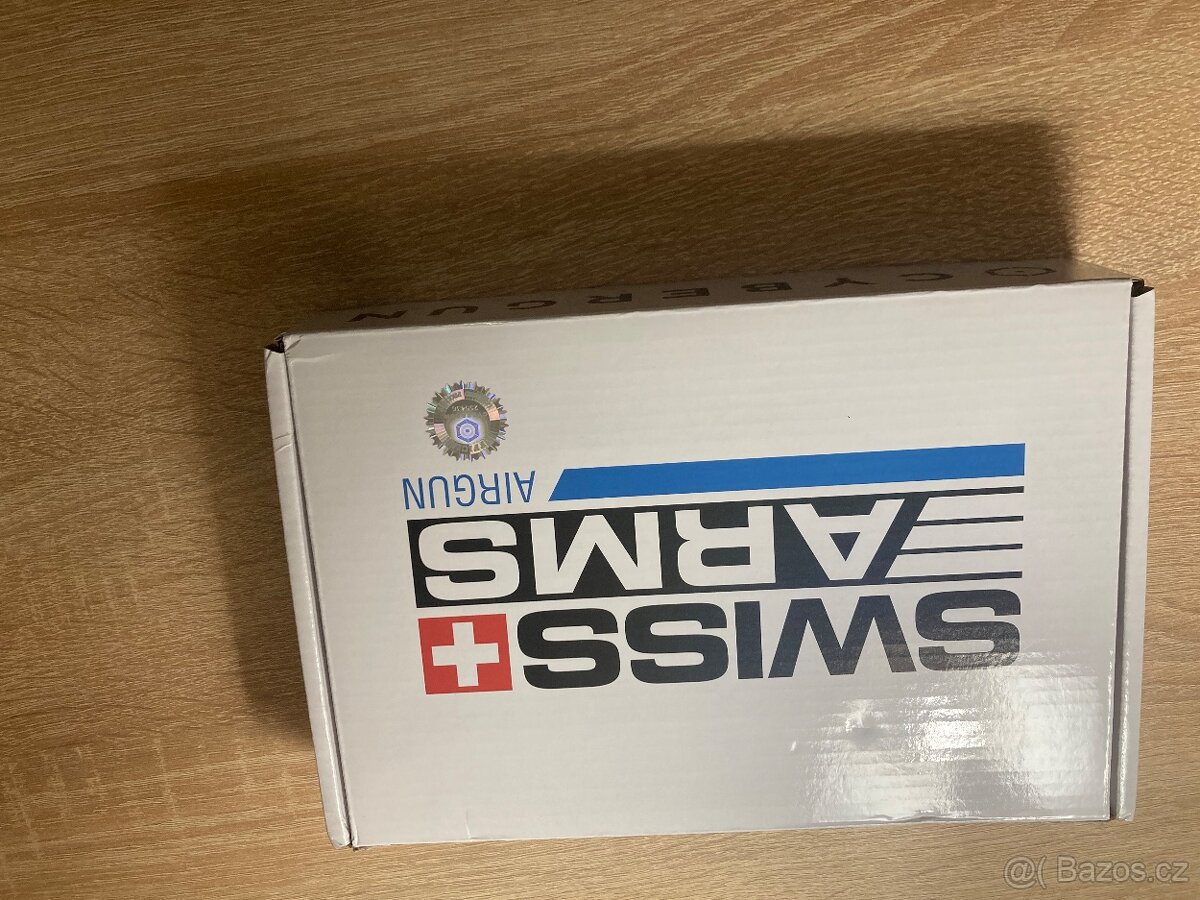 SWISS
ARMS
AIRGUN
CYBERGUN
@( Bazos.cz